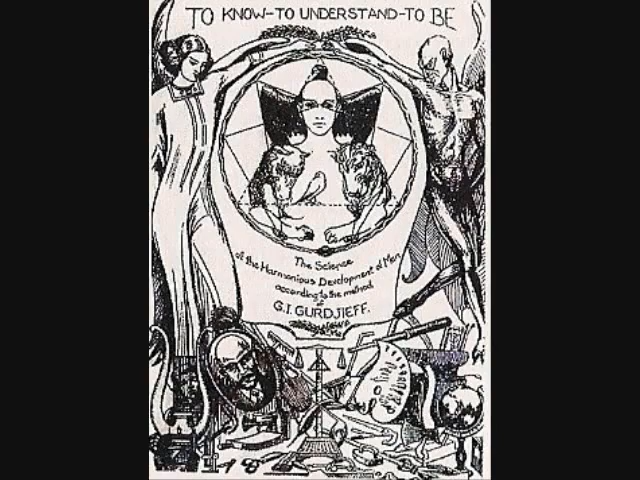 TO KNOW–TO UNDERSTAND–TO BE
The Science
of the Harmonious Development of Man
according to the method
of
G.I. GURDJIEFF.